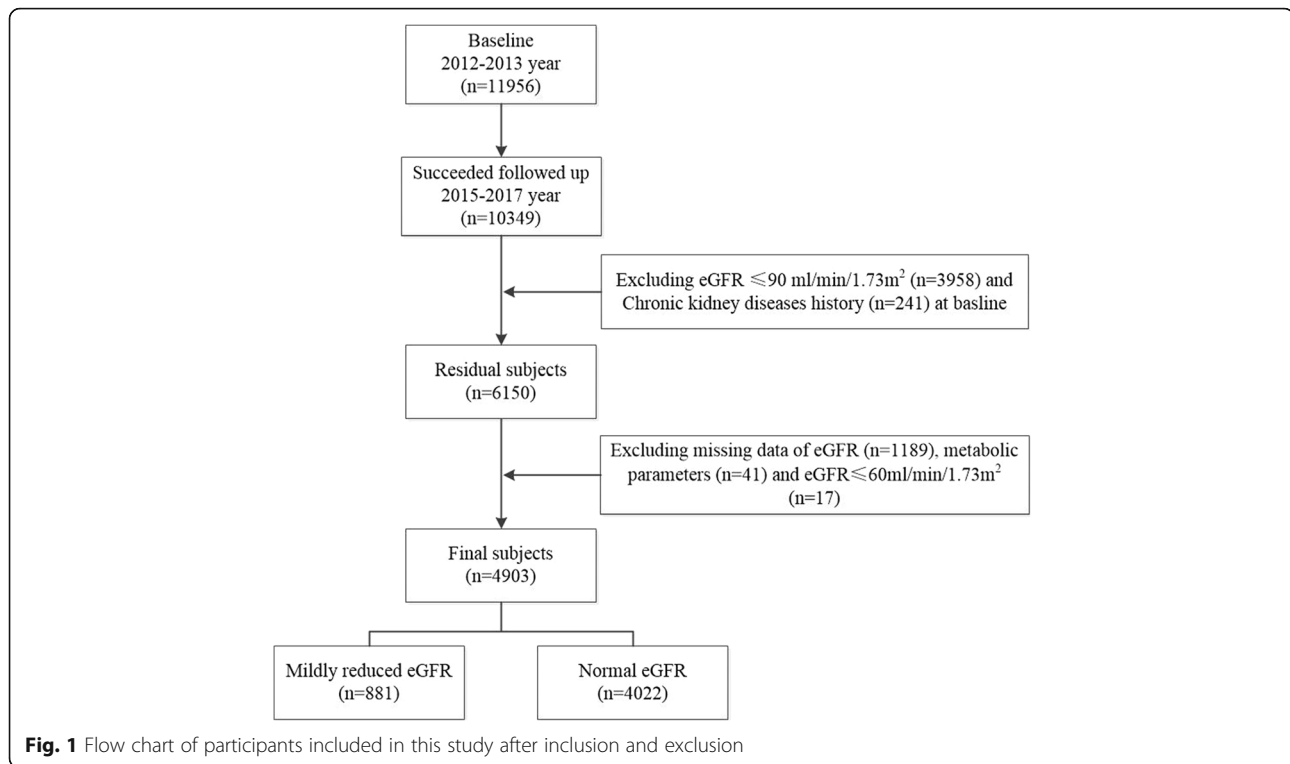 Baseline
2012-2013 year
(n=11956)
Succeeded followed up
2015-2017 year
(n=10349)
Excluding eGFR ≤90 ml/min/1.73m² (n=3958) and
Chronic kidney diseases history (n=241) at basline
Residual subjects
(n=6150)
Excluding missing data of eGFR (n=1189), metabolic
parameters (n=41) and eGFR≤60ml/min/1.73m²
(n=17)
Final subjects
(n=4903)
Mildly reduced eGFR
(n=881)
Normal eGFR
(n=4022)
Fig. 1 Flow chart of participants included in this study after inclusion and exclusion